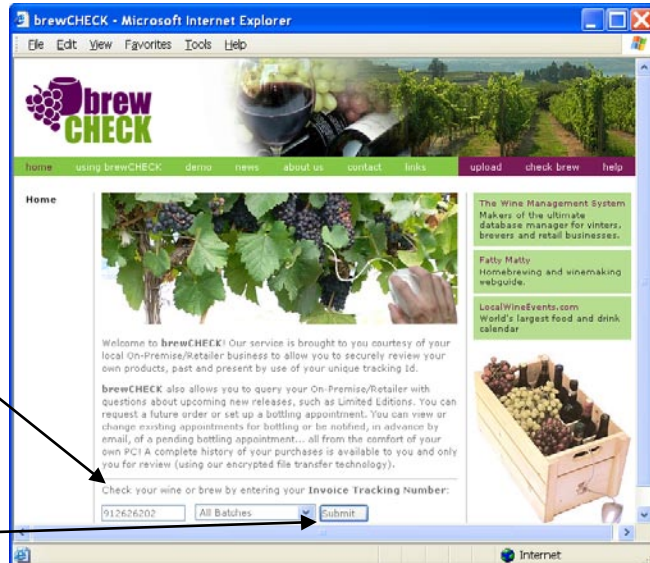 brewCHECK - Microsoft Internet Explorer
File Edit View Favorites Tools Help
brew
CHECK
home using brewCHECK demo news about us contact links upload check brew help
Home
Welcome to brewCHECK! Our service is brought to you courtesy of your
local On-Premise/Retailer business to allow you to securely review your
own products, past and present by use of your unique tracking Id.
brewCHECK also allows you to query your On-Premise/Retailer with
questions about upcoming new releases, such as Limited Editions. You can
request a future order or set up a bottling appointment. You can view or
change existing appointments for bottling or be notified, in advance by
email, of a pending bottling appointment... all from the comfort of your
own PC! A complete history of your purchases is available to you and only
you for review (using our encrypted file transfer technology).
Check your wine or brew by entering your Invoice Tracking Number:
912626202 All Batches Submit
The Wine Management System
Makers of the ultimate
database manager for vinters,
brewers and retail businesses.
Fatty Matty
Homebrewing and winemaking
webguide.
LocalWineEvents.com
World's largest food and drink
calendar
Internet